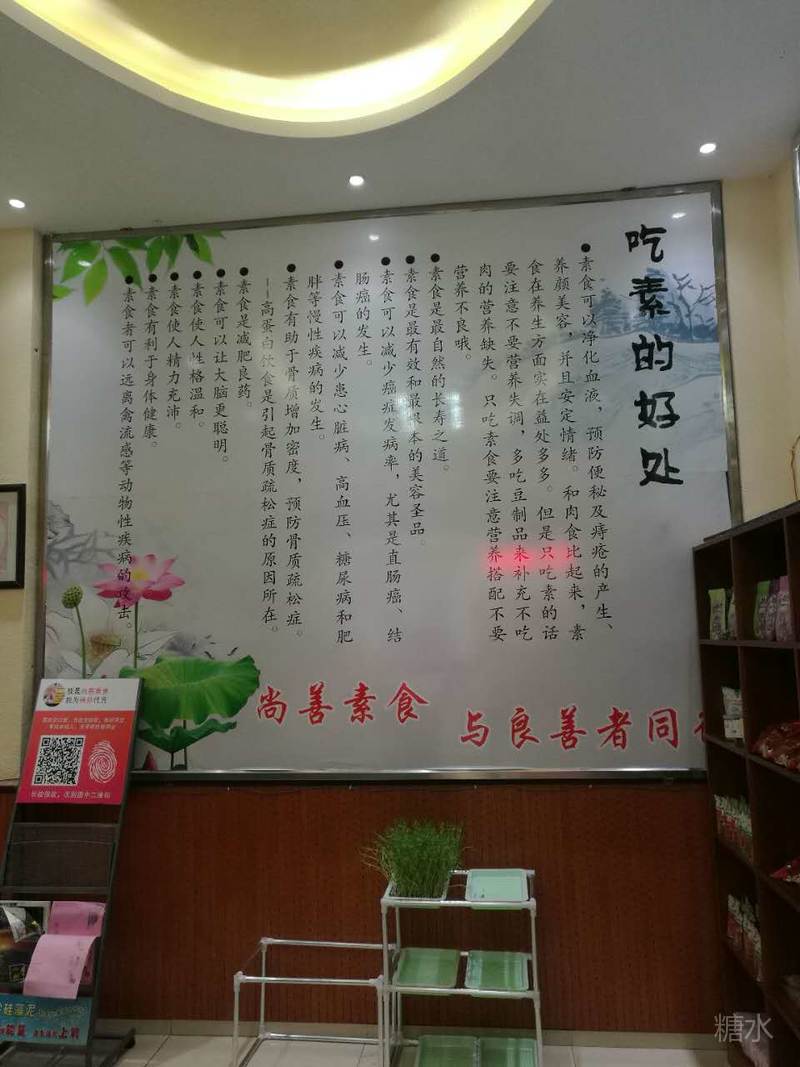 吃素的好处
●素食可以净化血液，预防便秘及痔疮的产生、
养颜美容，并且安定情绪。和肉食比起来，素
食在养生方面实在益处多多。但是只吃素的话
要注意不要营养失调，多吃豆制品来补充不吃
肉的营养缺失。只吃素食要注意营养搭配不要
营养不良哦。
●素食是最自然的长寿之道。
●素食是最有效和最根本的美容圣品。
●素食可以减少癌症发病率，尤其是直肠癌、结
肠癌的发生。
●素食可以减少患心脏病、高血压、糖尿病和肥
胖等慢性疾病的发生。
●素食有助于骨质增加密度，预防骨质疏松症。
——高蛋白饮食是引起骨质疏松症的原因所在。
●素食是减肥良药。
●素食可以让大脑更聪明。
●素食使人性格温和。
●素食使人精力充沛。
●素食有利于身体健康。
●素食者可以远离禽流感等动物性疾病的攻击。
尚善素食
与良善者同
我是尚善素食
硅藻泥
糖水